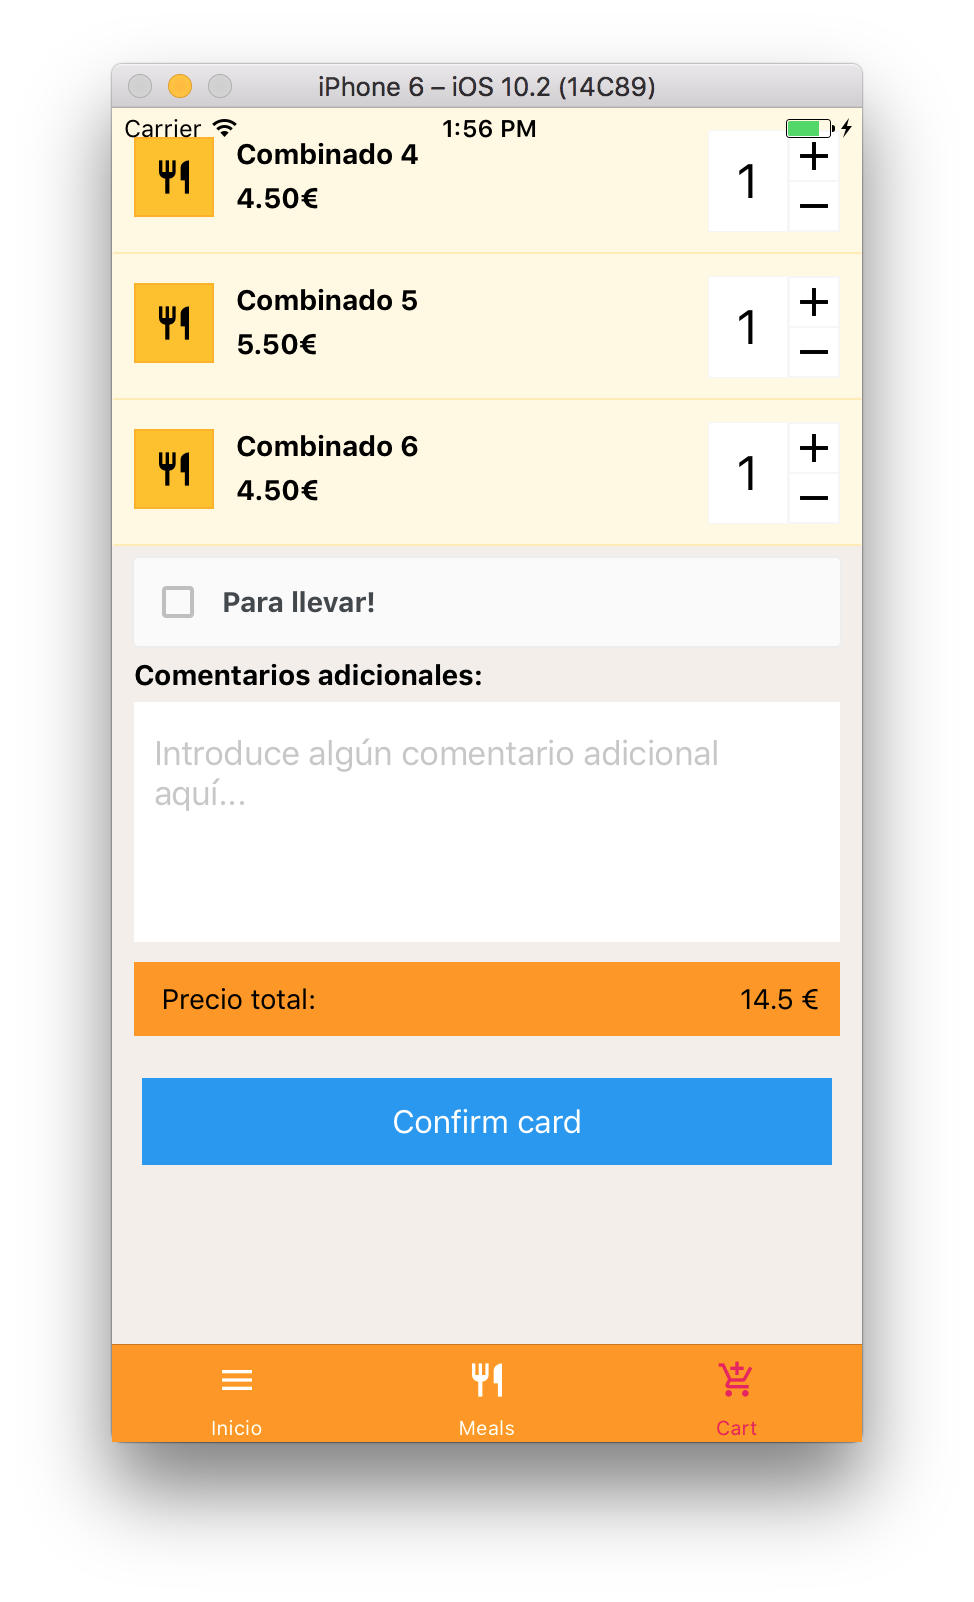 iPhone 6 – iOS 10.2 (14C89)
Carrier 1:56 PM
Combinado 4
4.50€
1 + −
Combinado 5
5.50€
1 + −
Combinado 6
4.50€
1 + −
Para llevar!
Comentarios adicionales:
Introduce algún comentario adicional
aquí...
Precio total: 14.5 €
Confirm card
Inicio Meals Cart